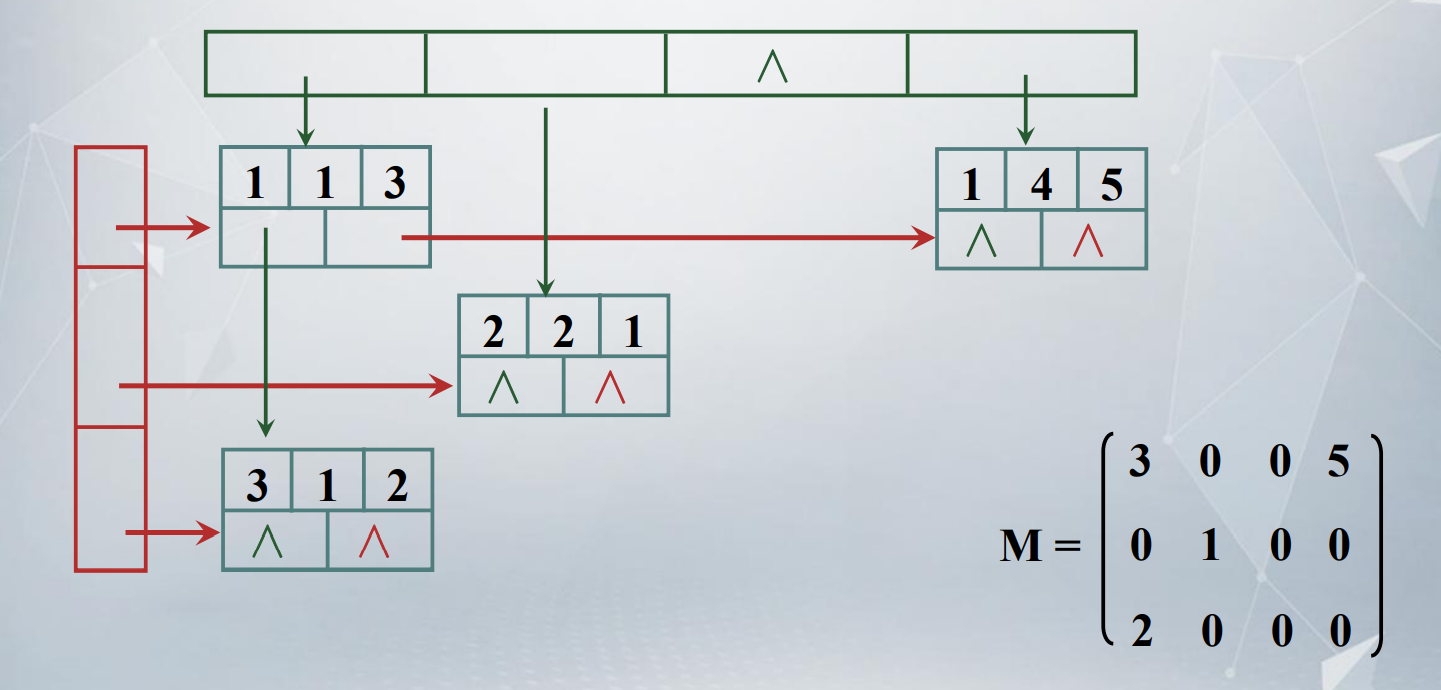 ∧
1 1 3
1 4 5
∧ ∧
2 2 1
∧ ∧
3 1 2
∧ ∧
M =
3 0 0 5
0 1 0 0
2 0 0 0